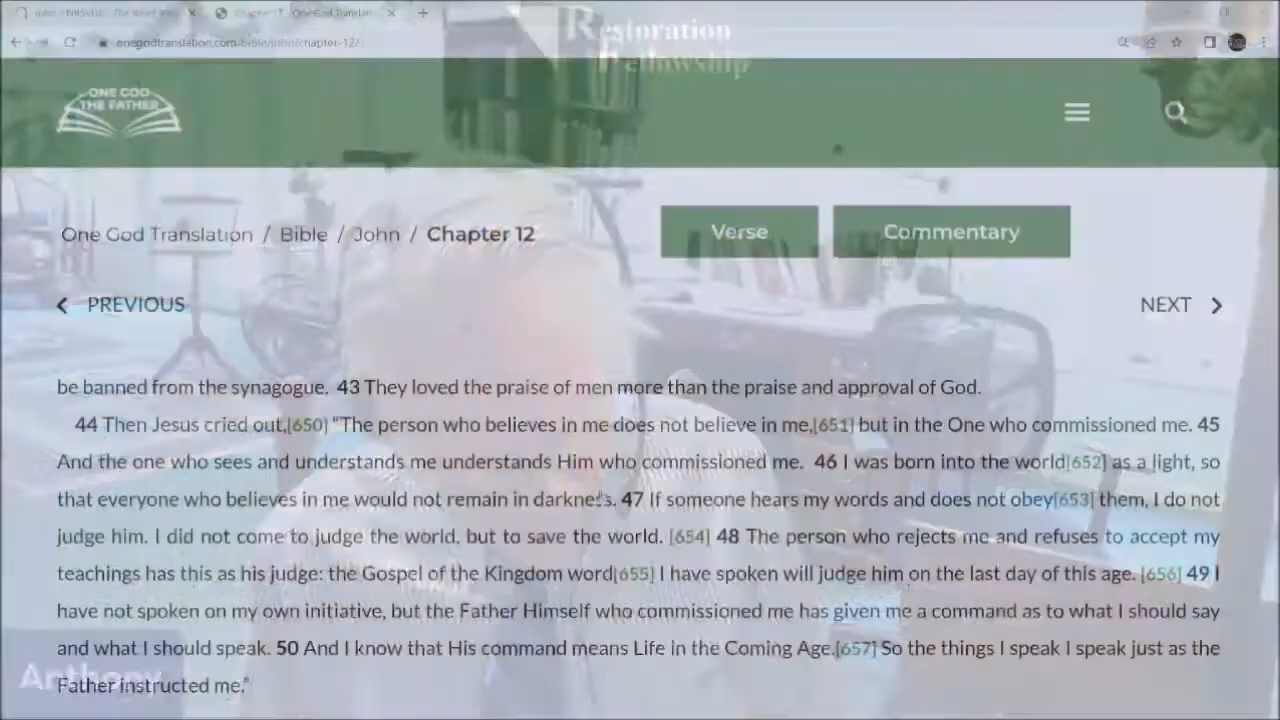 Restoration
Fellowship
onegodtranslation.com/bible/john/chapter-12/
ONE GOD
THE FATHER
One God Translation / Bible / John / Chapter 12
Verse
Commentary
PREVIOUS
NEXT
be banned from the synagogue. 43 They loved the praise of men more than the praise and approval of God.
44 Then Jesus cried out,[650] "The person who believes in me does not believe in me,[651] but in the One who commissioned me. 45
And the one who sees and understands me understands Him who commissioned me. 46 I was born into the world[652] as a light, so
that everyone who believes in me would not remain in darkness. 47 If someone hears my words and does not obey[653] them, I do not
judge him. I did not come to judge the world, but to save the world. [654] 48 The person who rejects me and refuses to accept my
teachings has this as his judge: the Gospel of the Kingdom word[655] I have spoken will judge him on the last day of this age. [656] 49 I
have not spoken on my own initiative, but the Father Himself who commissioned me has given me a command as to what I should say
and what I should speak. 50 And I know that His command means Life in the Coming Age.[657] So the things I speak I speak just as the
Father instructed me."
Anthony